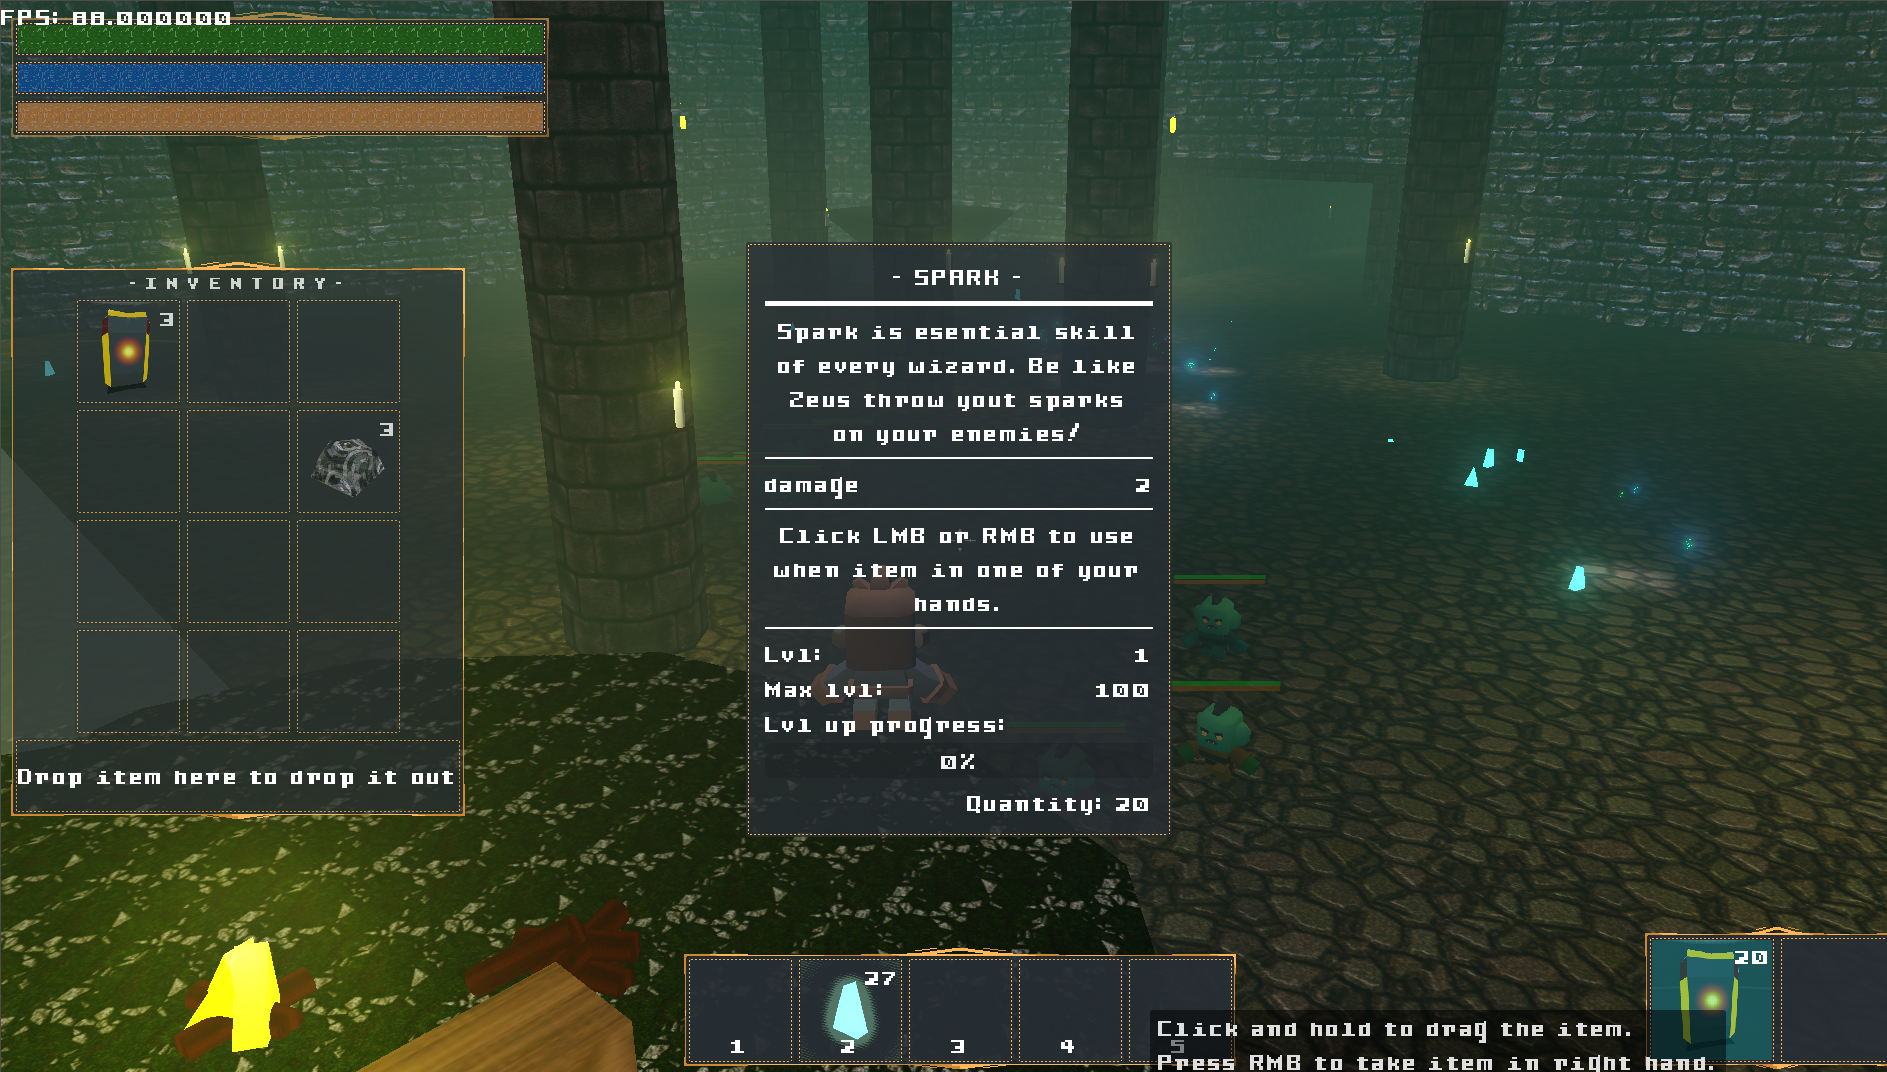 FPS: 88.000000
-INVENTORY-
3
3
Drop item here to drop it out
- SPARK -
Spark is esential skill
of every wizard. Be like
Zeus throw yout sparks
on your enemies!
damage 2
Click LMB or RMB to use
when item in one of your
hands.
Lvl: 1
Max lvl: 100
Lvl up progress:
0%
Quantity: 20
27
1 2 3 4 5
20
Click and hold to drag the item.
Press RMB to take item in right hand.